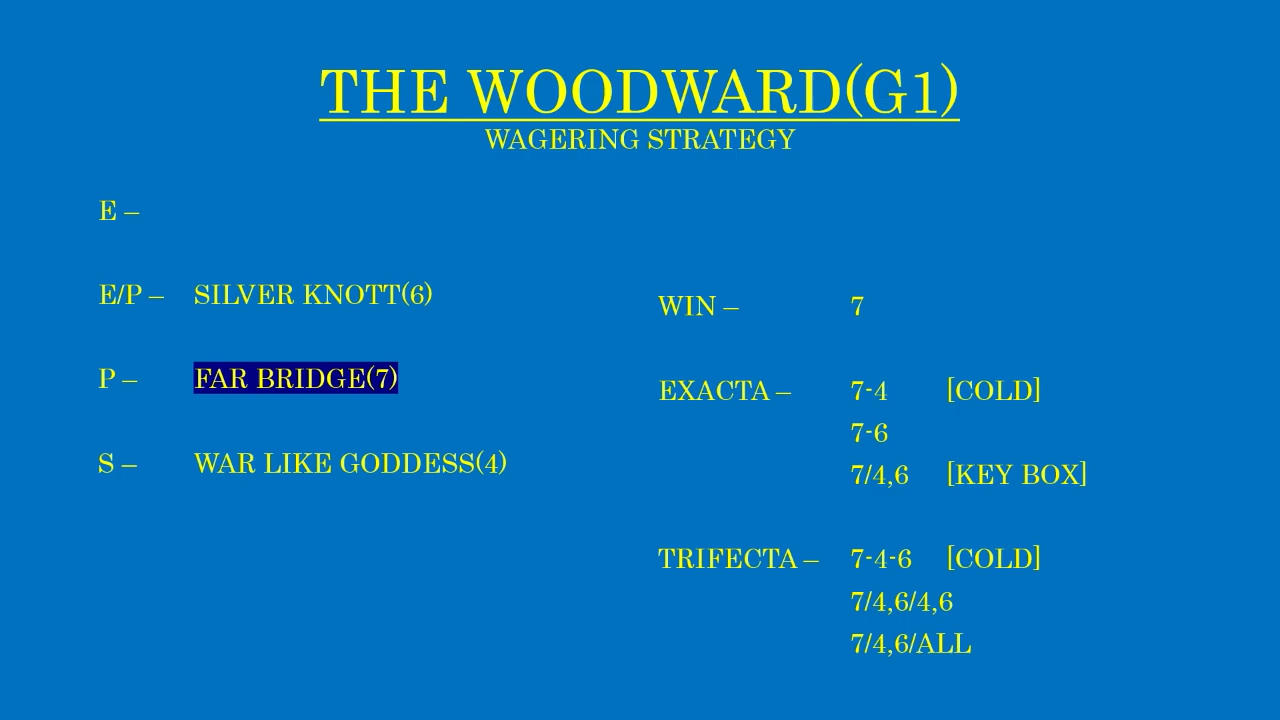 THE WOODWARD(G1)
WAGERING STRATEGY
E –
E/P – SILVER KNOTT(6)
P – FAR BRIDGE(7)
S – WAR LIKE GODDESS(4)
WIN – 7
EXACTA – 7-4 [COLD]
7-6
7/4,6 [KEY BOX]
TRIFECTA – 7-4-6 [COLD]
7/4,6/4,6
7/4,6/ALL